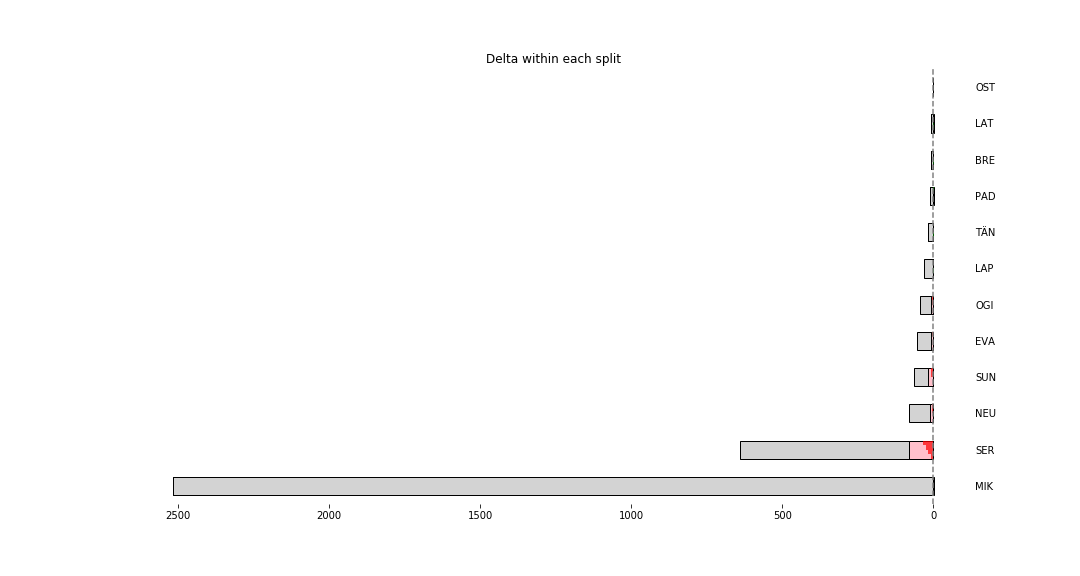 Delta within each split
OST
LAT
BRE
PAD
TÄN
LAP
OGI
EVA
SUN
NEU
SER
MIK
2500 2000 1500 1000 500 0